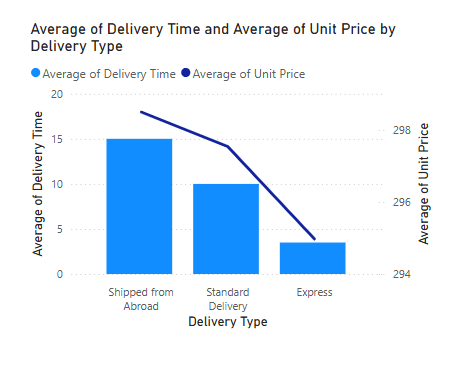 Average of Delivery Time and Average of Unit Price by
Delivery Type
Average of Delivery Time
Average of Unit Price
20
15
10
5
0
Average of Delivery Time
298
296
294
Average of Unit Price
Shipped from
Abroad
Standard
Delivery
Express
Delivery Type